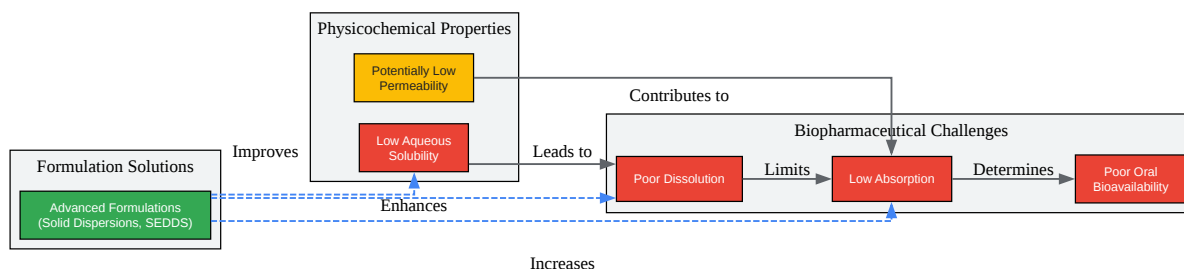 Physicochemical Properties
Potentially Low
Permeability
Contributes to
Low Aqueous
Solubility
Biopharmaceutical Challenges
Formulation Solutions
Improves
Leads to
Poor Dissolution
Limits
Low Absorption
Determines
Poor Oral
Bioavailability
Advanced Formulations
(Solid Dispersions, SEDDS)
Enhances
Increases